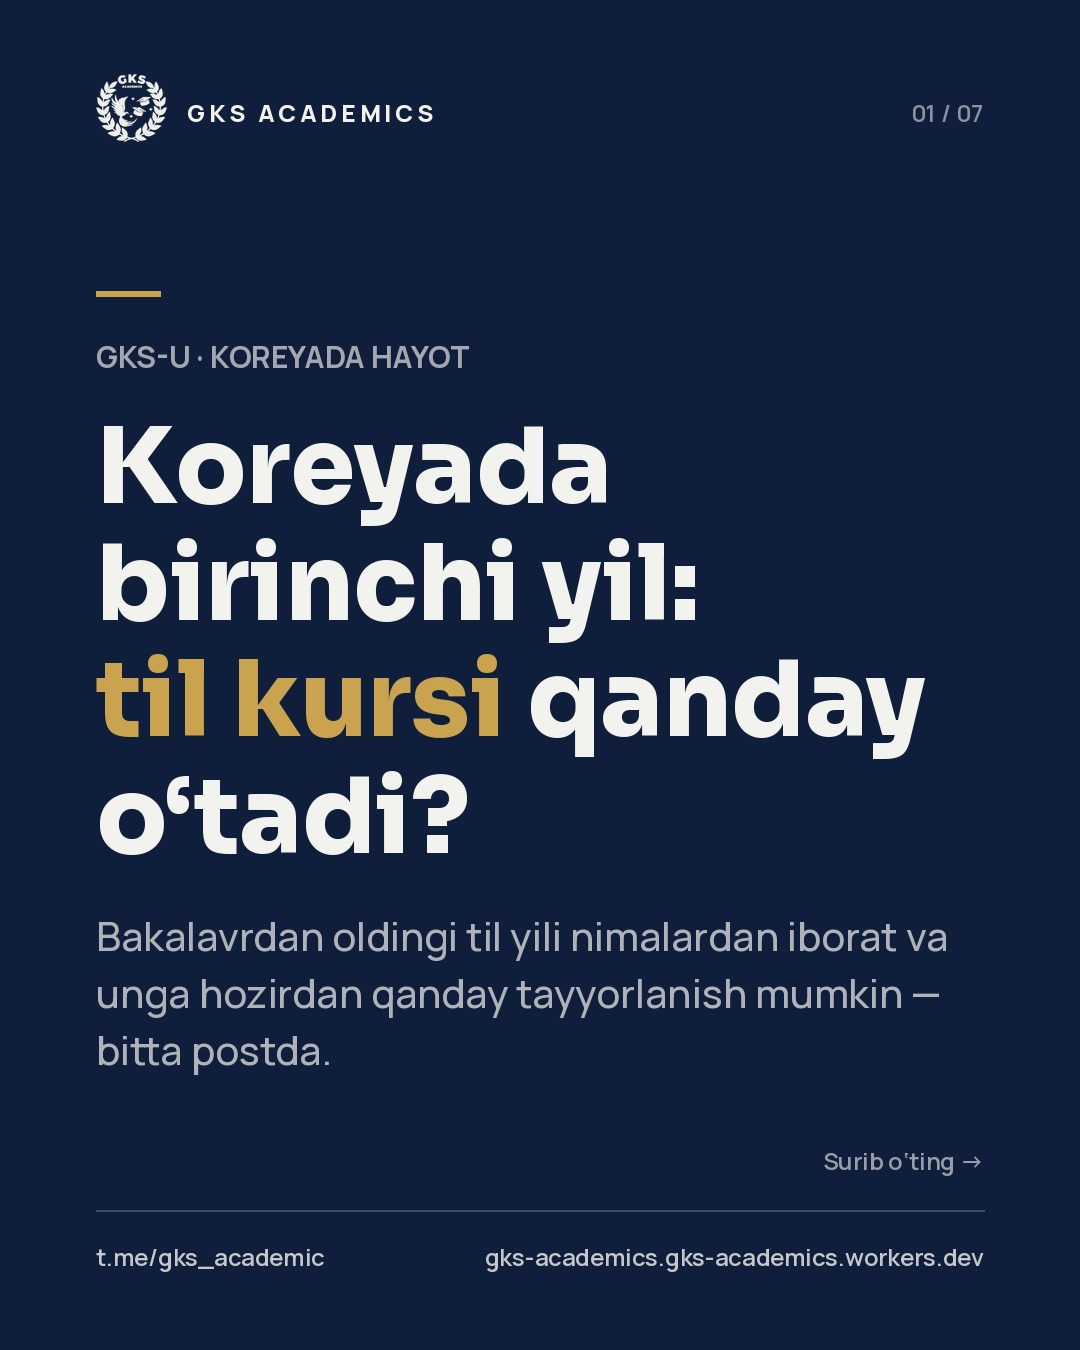 GKS
ACADEMICS
GKS ACADEMICS
01 / 07
GKS-U · KOREYADA HAYOT
Koreyada
birinchi yil:
til kursi qanday
o‘tadi?
Bakalavrdan oldingi til yili nimalardan iborat va
unga hozirdan qanday tayyorlanish mumkin —
bitta postda.
Surib o‘ting →
t.me/gks_academic
gks-academics.gks-academics.workers.dev